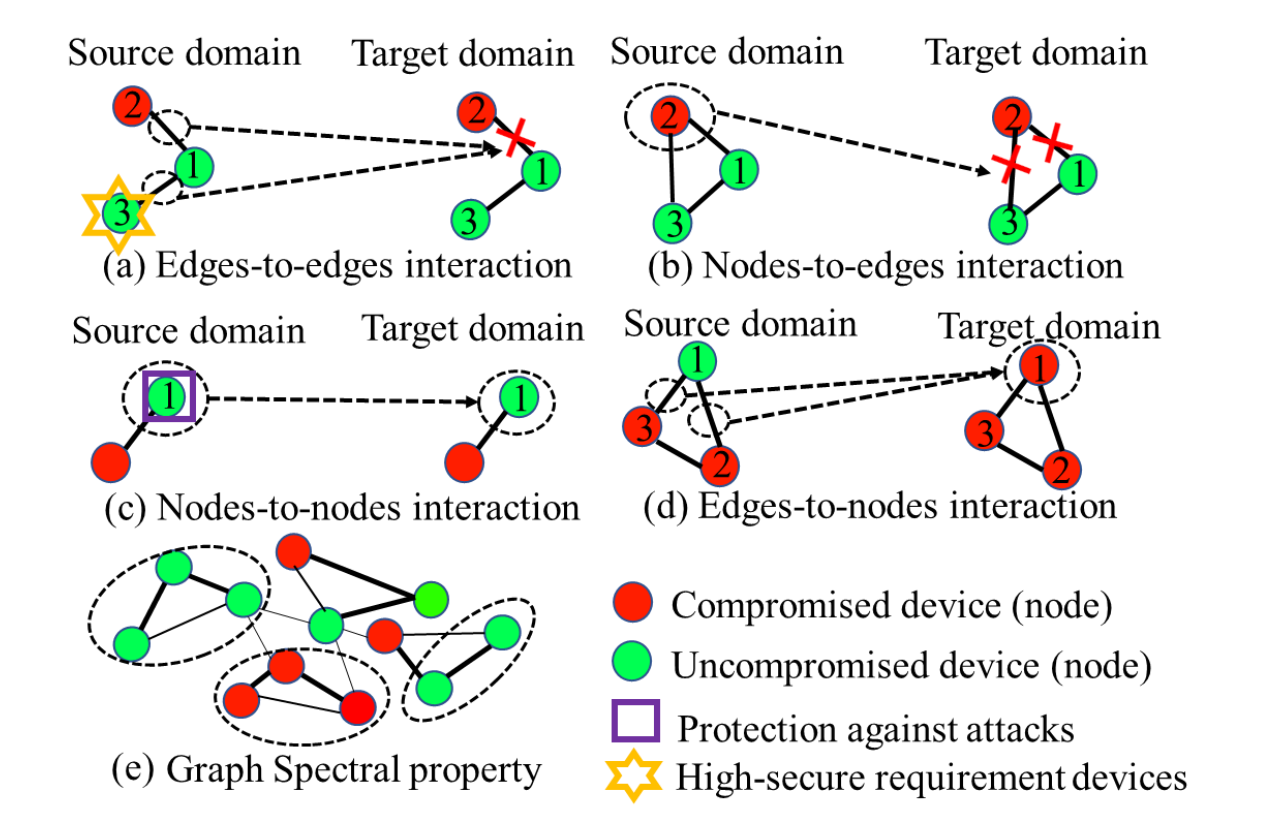 Source domain Target domain
2 2
1 1
3 3
(a) Edges-to-edges interaction
Source domain Target domain
2 2
1 1
3 3
(b) Nodes-to-edges interaction
Source domain Target domain
1 1
(c) Nodes-to-nodes interaction
Source domain Target domain
1 1
3 3
2 2
(d) Edges-to-nodes interaction
(e) Graph Spectral property
Compromised device (node)
Uncompromised device (node)
Protection against attacks
High-secure requirement devices